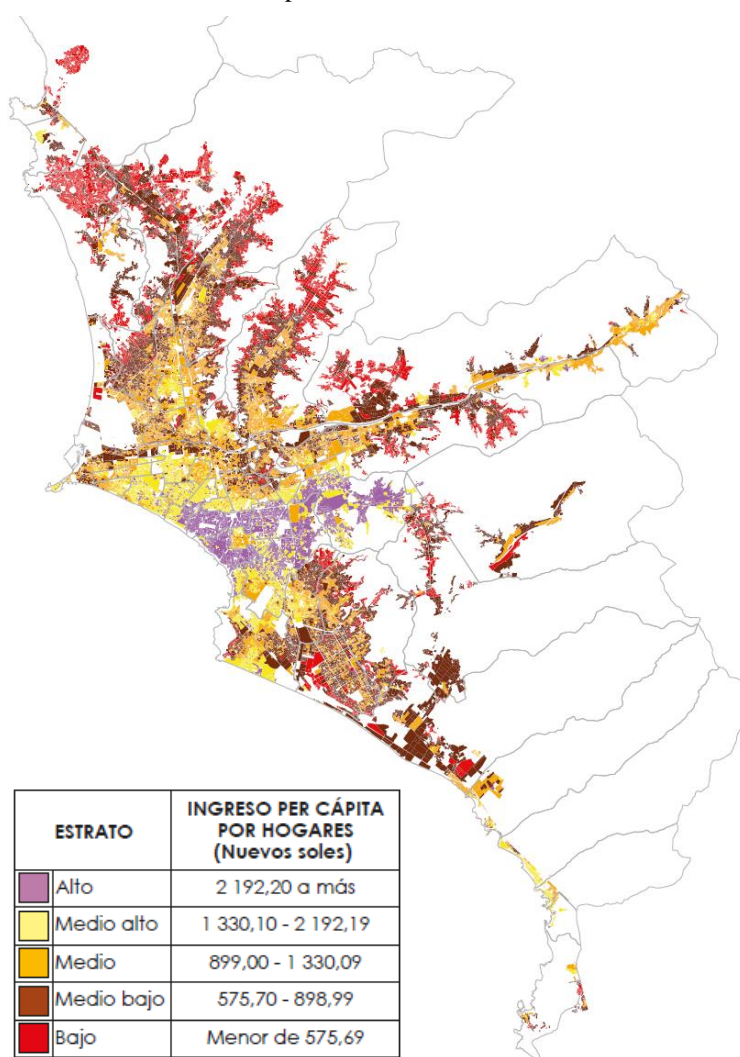 ESTRATO
INGRESO PER CÁPITA
POR HOGARES
(Nuevos soles)
Alto
2 192,20 a más
Medio alto
1 330,10 - 2 192,19
Medio
899,00 - 1 330,09
Medio bajo
575,70 - 898,99
Bajo
Menor de 575,69